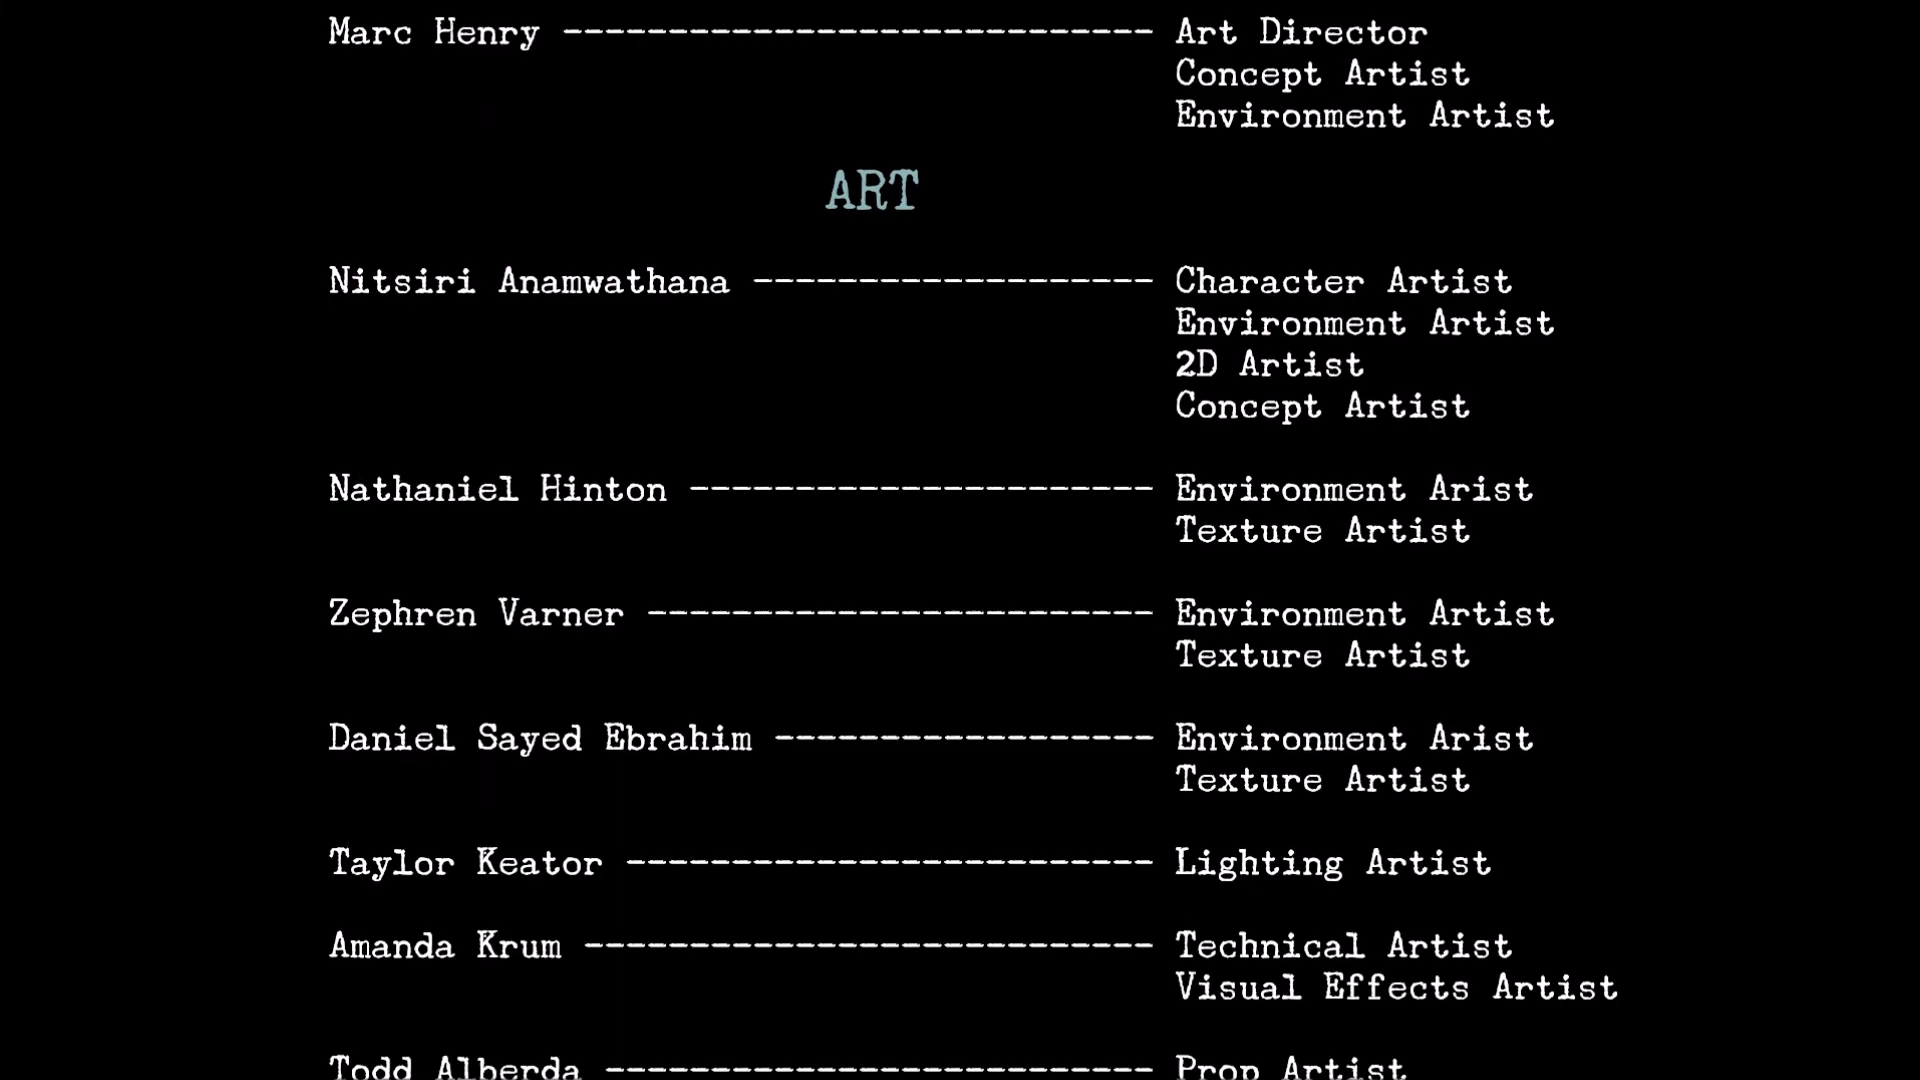 Marc Henry ---------------------------- Art Director
Concept Artist
Environment Artist
ART
Nitsiri Anamwathana ------------------- Character Artist
Environment Artist
2D Artist
Concept Artist
Nathaniel Hinton ---------------------- Environment Arist
Texture Artist
Zephren Varner ------------------------ Environment Artist
Texture Artist
Daniel Sayed Ebrahim ------------------ Environment Arist
Texture Artist
Taylor Keator ------------------------- Lighting Artist
Amanda Krum --------------------------- Technical Artist
Visual Effects Artist
Todd Alberda -------------------------- Prop Artist